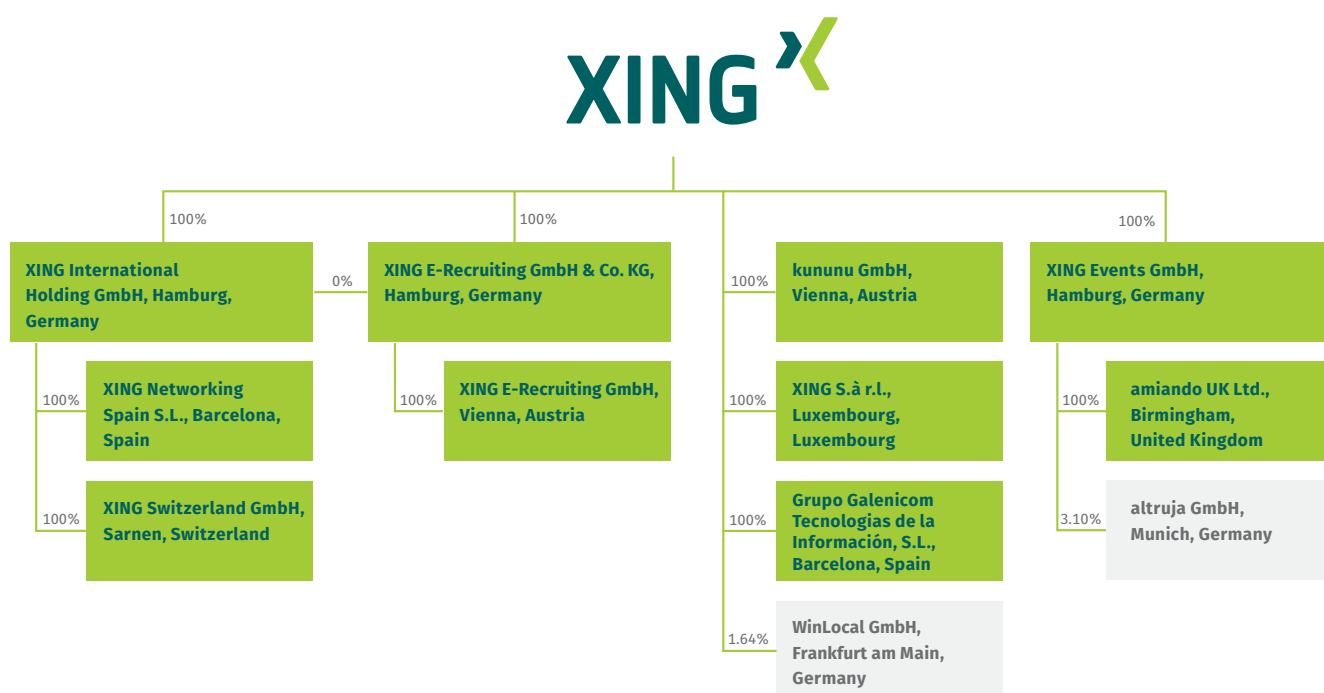 XING
100%
100%
100%
XING International
Holding GmbH, Hamburg,
Germany
0%
XING E-Recruiting GmbH & Co. KG,
Hamburg, Germany
100%
kununu GmbH,
Vienna, Austria
XING Events GmbH,
Hamburg, Germany
100%
XING Networking
Spain S.L., Barcelona,
Spain
100%
XING E-Recruiting GmbH,
Vienna, Austria
100%
XING S.à r.l.,
Luxembourg,
Luxembourg
100%
amiando UK Ltd.,
Birmingham,
United Kingdom
100%
XING Switzerland GmbH,
Sarnen, Switzerland
100%
Grupo Galenicom
Tecnologias de la
Información, S.L.,
Barcelona, Spain
3.10%
altruja GmbH,
Munich, Germany
1.64%
WinLocal GmbH,
Frankfurt am Main,
Germany